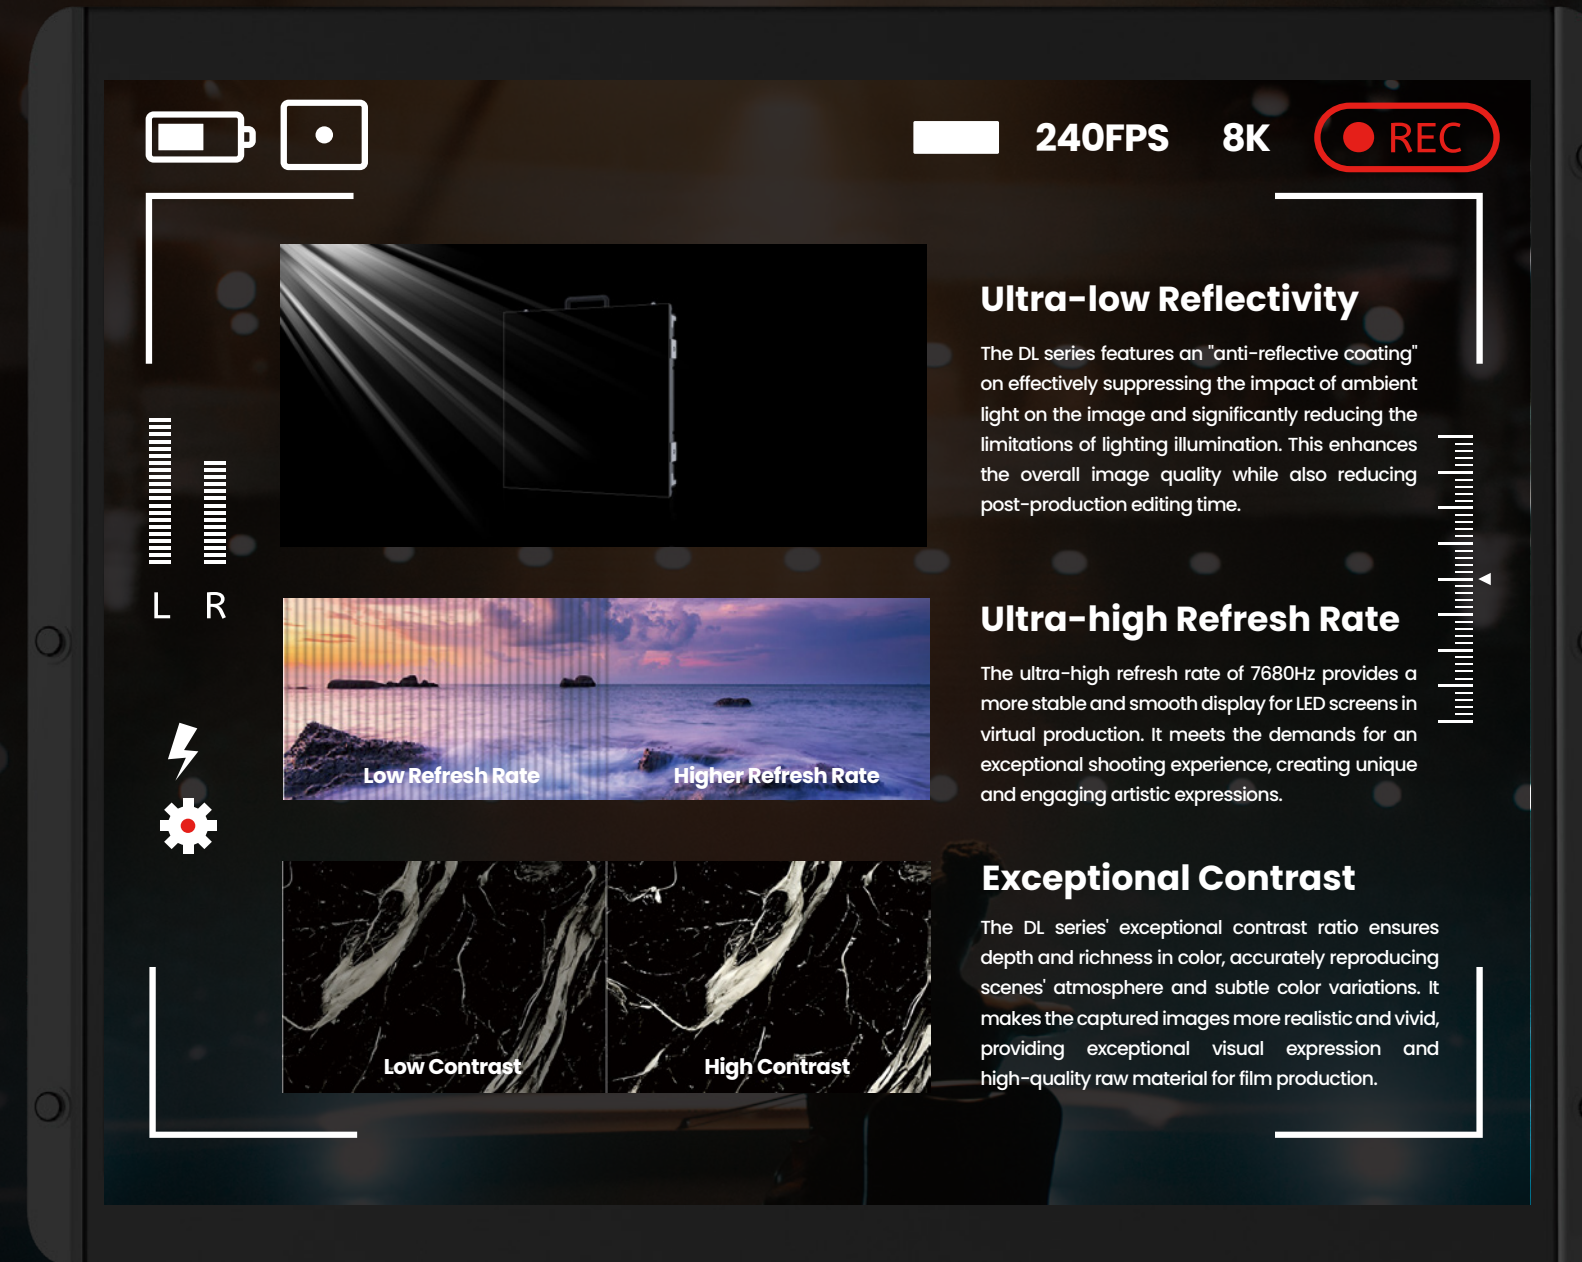 240FPS 8K REC
Ultra-low Reflectivity
The DL series features an "anti-reflective coating"
on effectively suppressing the impact of ambient
light on the image and significantly reducing the
limitations of lighting illumination. This enhances
the overall image quality while also reducing
post-production editing time.
L R
Ultra-high Refresh Rate
The ultra-high refresh rate of 7680Hz provides a
more stable and smooth display for LED screens in
virtual production. It meets the demands for an
exceptional shooting experience, creating unique
and engaging artistic expressions.
Low Refresh Rate
Higher Refresh Rate
Exceptional Contrast
The DL series' exceptional contrast ratio ensures
depth and richness in color, accurately reproducing
scenes' atmosphere and subtle color variations. It
makes the captured images more realistic and vivid,
providing exceptional visual expression and
high-quality raw material for film production.
Low Contrast
High Contrast